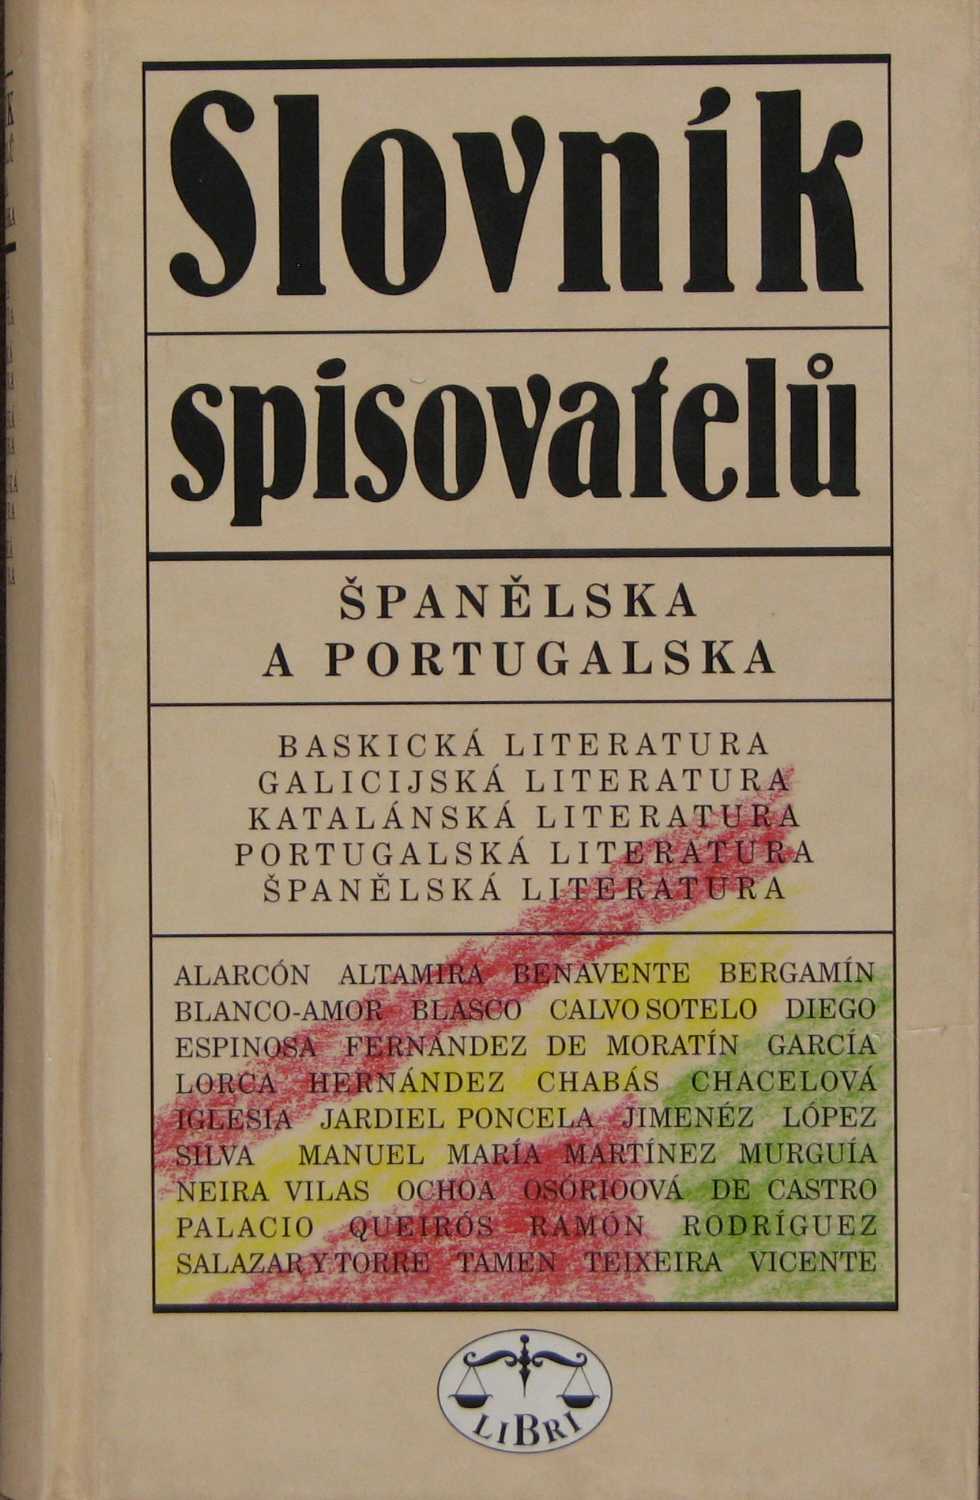 Slovník
spisovatelů
ŠPANĚLSKA
A PORTUGALSKA
BASKICKÁ LITERATURA
GALICIJSKÁ LITERATURA
KATALÁNSKÁ LITERATURA
PORTUGALSKÁ LITERATURA
ŠPANĚLSKÁ LITERATURA
ALARCÓN ALTAMIRA BENAVENTE BERGAMÍN
BLANCO-AMOR BLASCO CALVO SOTELO DIEGO
ESPINOSA FERNÁNDEZ DE MORATÍN GARCÍA
LORCA HERNÁNDEZ CHABÁS CHACELOVÁ
IGLESIA JARDIEL PONCELA JIMENÉZ LÓPEZ
SILVA MANUEL MARÍA MARTÍNEZ MURGUÍA
NEIRA VILAS OCHOA OSÓRIOOVÁ DE CASTRO
PALACIO QUEIRÓS RAMÓN RODRÍGUEZ
SALAZAR Y TORRE TAMEN TEIXEIRA VICENTE
LIBRI